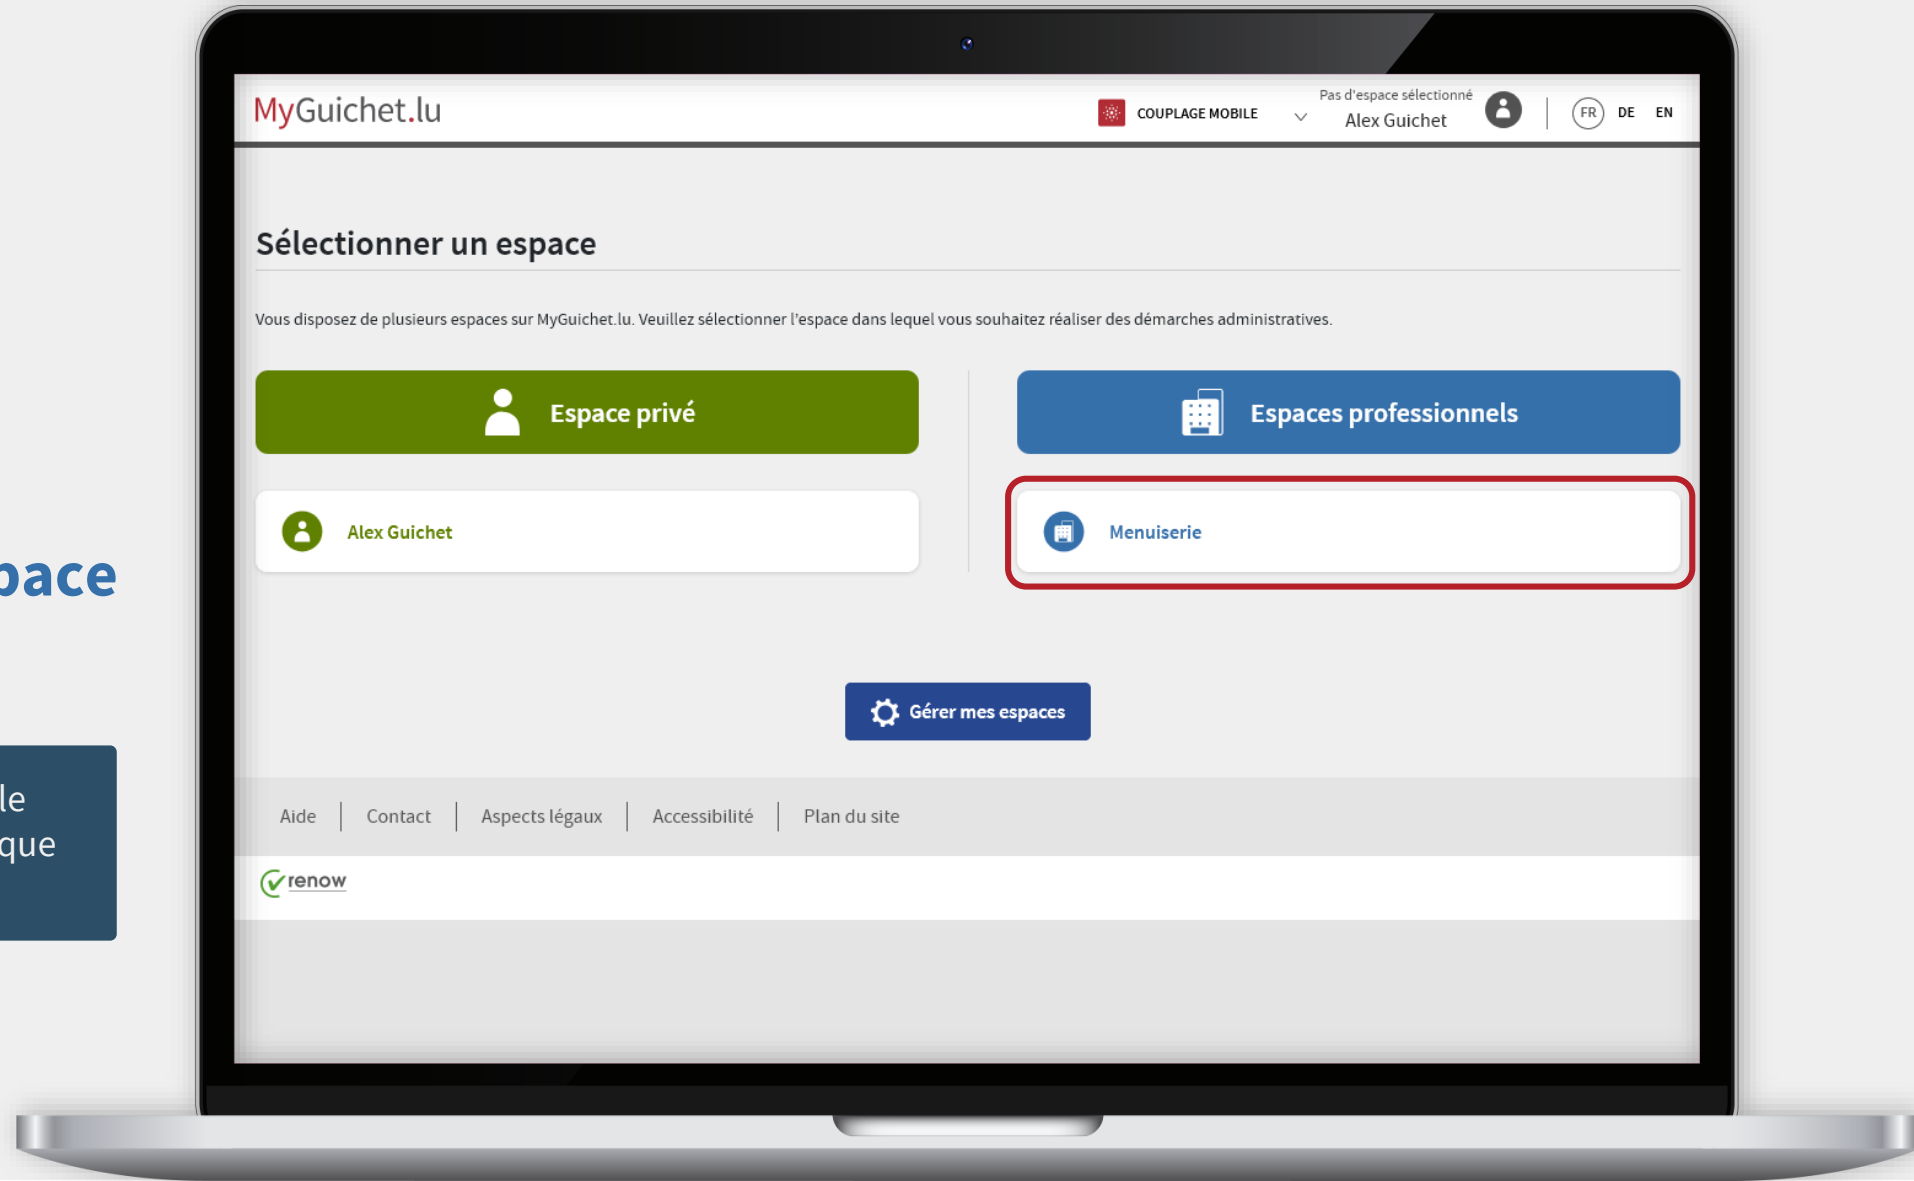 MyGuichet.lu
COUPLAGE MOBILE
Pas d'espace sélectionné
Alex Guichet
FR DE EN
Sélectionner un espace
Vous disposez de plusieurs espaces sur MyGuichet.lu. Veuillez sélectionner l'espace dans lequel vous souhaitez réaliser des démarches administratives.
Espace privé
Espaces professionnels
Alex Guichet
Menuiserie
pace
le
que
Gérer mes espaces
Aide Contact Aspects légaux Accessibilité Plan du site
renow